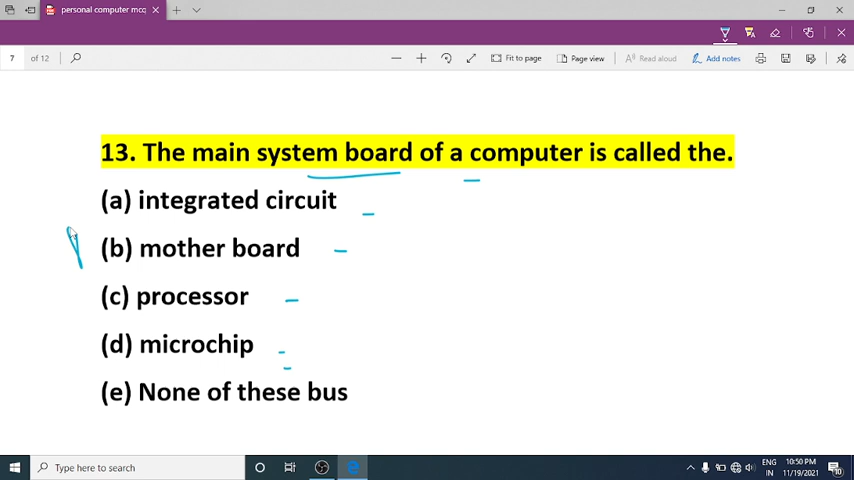 personal computer mcq
7 of 12
Fit to page
Page view
Read aloud
Add notes
13. The main system board of a computer is called the.
(a) integrated circuit
(b) mother board
(c) processor
(d) microchip
(e) None of these bus
Type here to search
ENG
IN
10:50 PM
11/19/2021
10